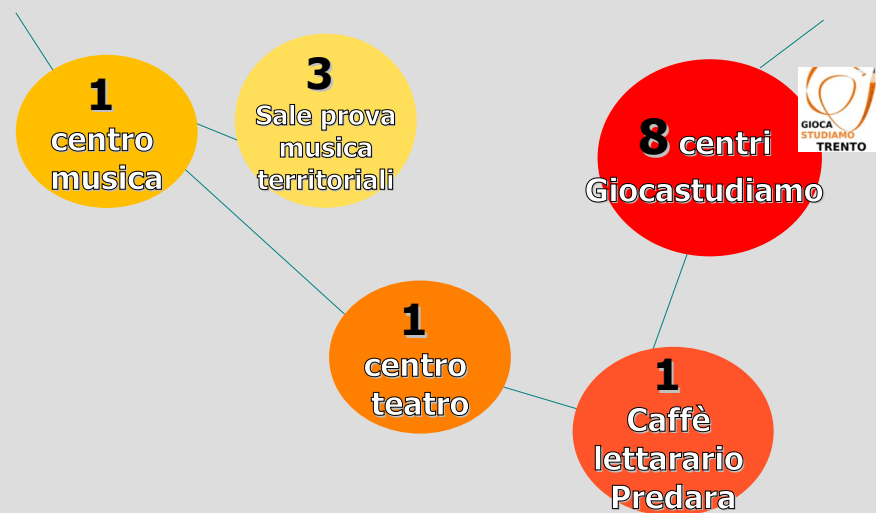 1
centro
musica
3
Sale prova
musica
territoriali
8 centri
Giocastudiamo
GIOCA
STUDIAMO
TRENTO
1
centro
teatro
1
Caffè
lettarario
Predara